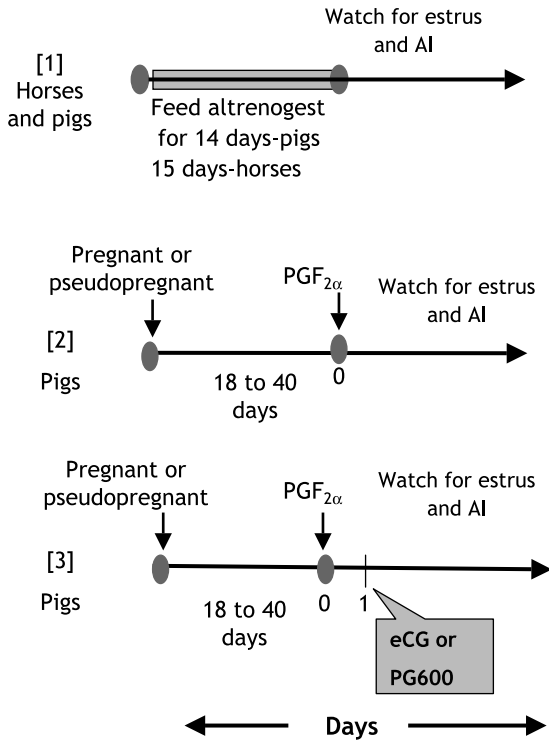 Watch for estrus
and AI
[1]
Horses
and pigs
Feed altrenogest
for 14 days-pigs
15 days-horses
Pregnant or
pseudopregnant
PGF2α
Watch for estrus
and AI
[2]
Pigs
18 to 40
days
0
Pregnant or
pseudopregnant
PGF2α
Watch for estrus
and AI
[3]
Pigs
18 to 40
days
0
1
eCG or
PG600
Days